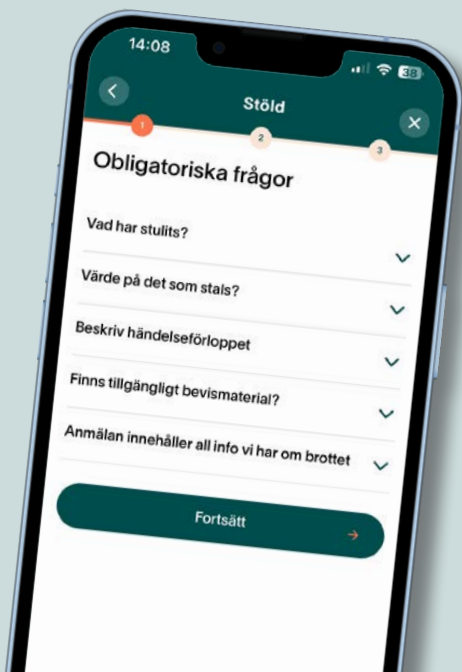 14:08
38
Stöld
1
2
3
Obligatoriska frågor
Vad har stulits?
Värde på det som stals?
Beskriv händelseförloppet
Finns tillgängligt bevismaterial?
Anmälan innehåller all info vi har om brottet
Fortsätt